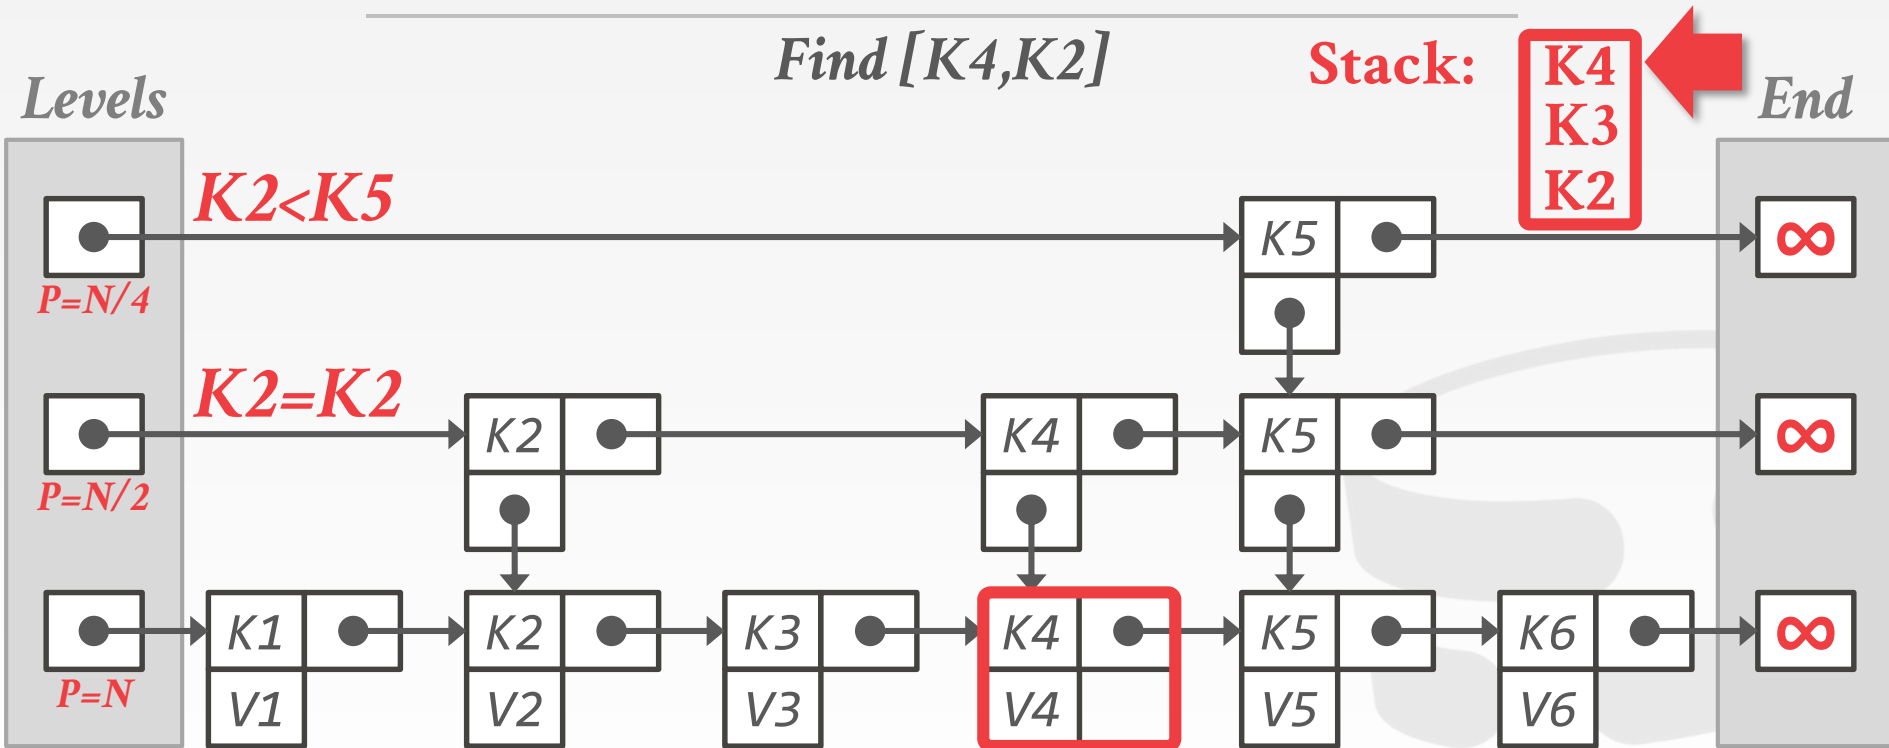 Find [K4,K2]
Stack:
K4
K3
K2
Levels
End
K2<K5
K5
∞
P=N/4
K2=K2
K2
K4
K5
∞
P=N/2
K1
K2
K3
K4
K5
K6
∞
P=N
V1
V2
V3
V4
V5
V6